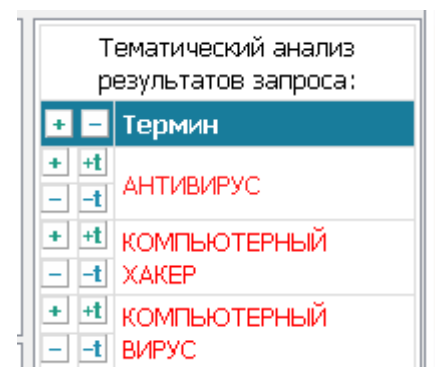 Тематический анализ
результатов запроса:
+ − Термин
+ +t
АНТИВИРУС
− −t
+ +t КОМПЬЮТЕРНЫЙ
− −t ХАКЕР
+ +t КОМПЬЮТЕРНЫЙ
− −t ВИРУС